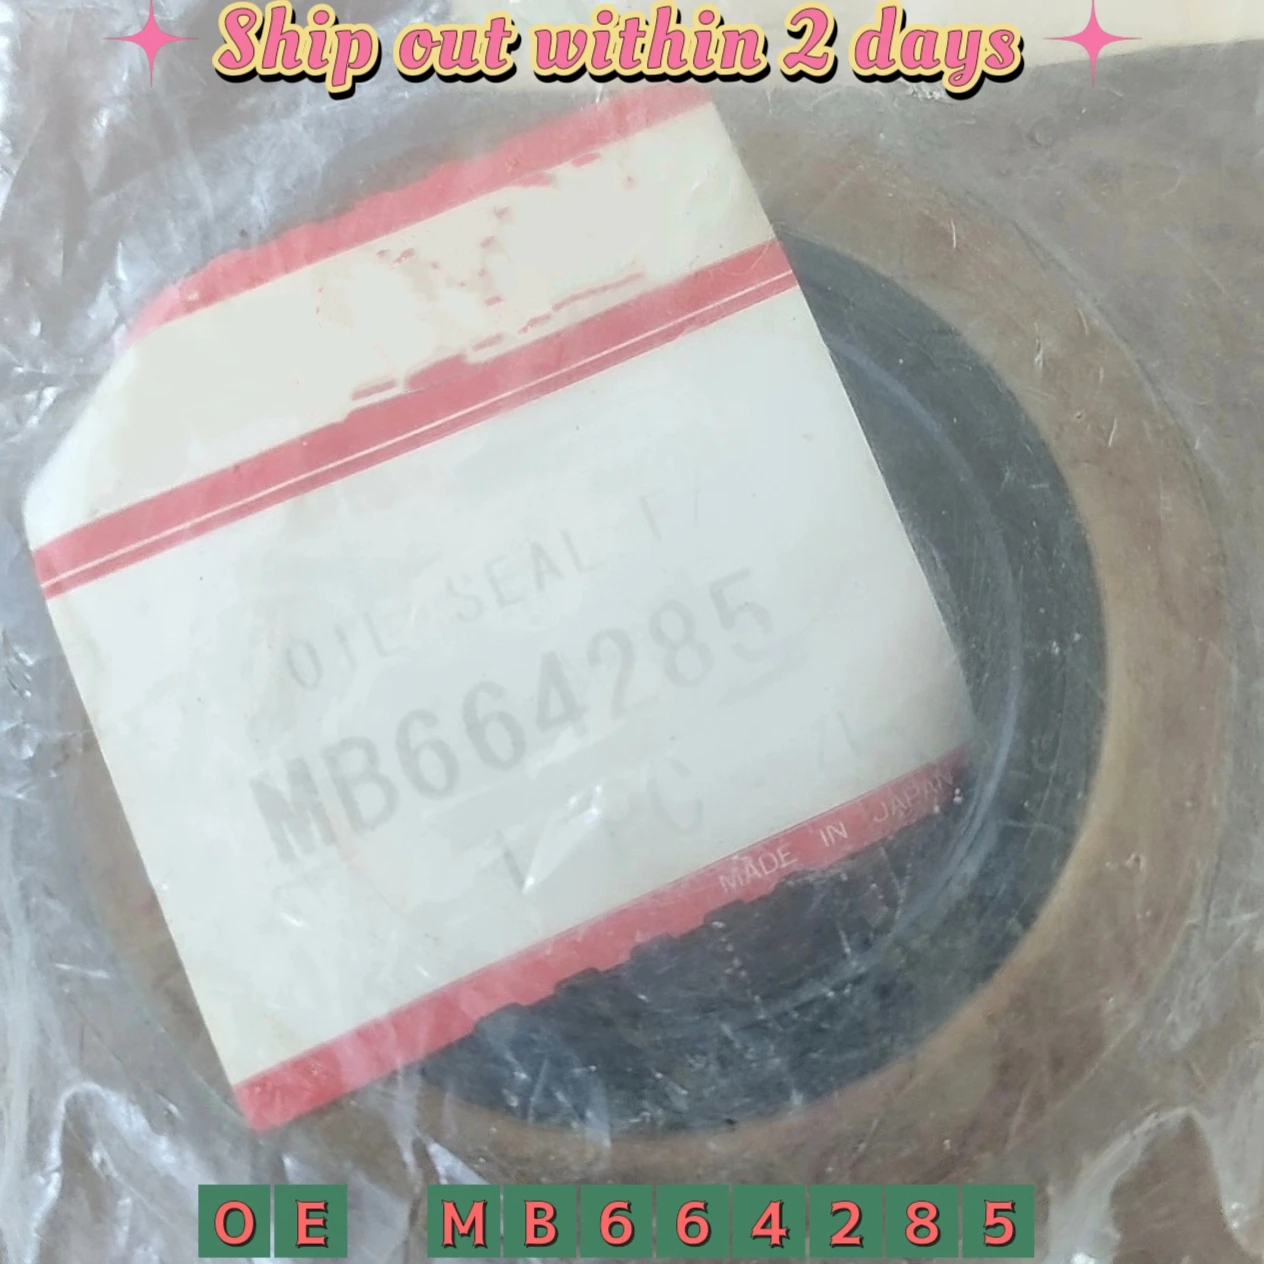 Ship out within 2 days
OIL SEAL
MB664285
1 PC
MADE IN JAPAN
OE MB664285